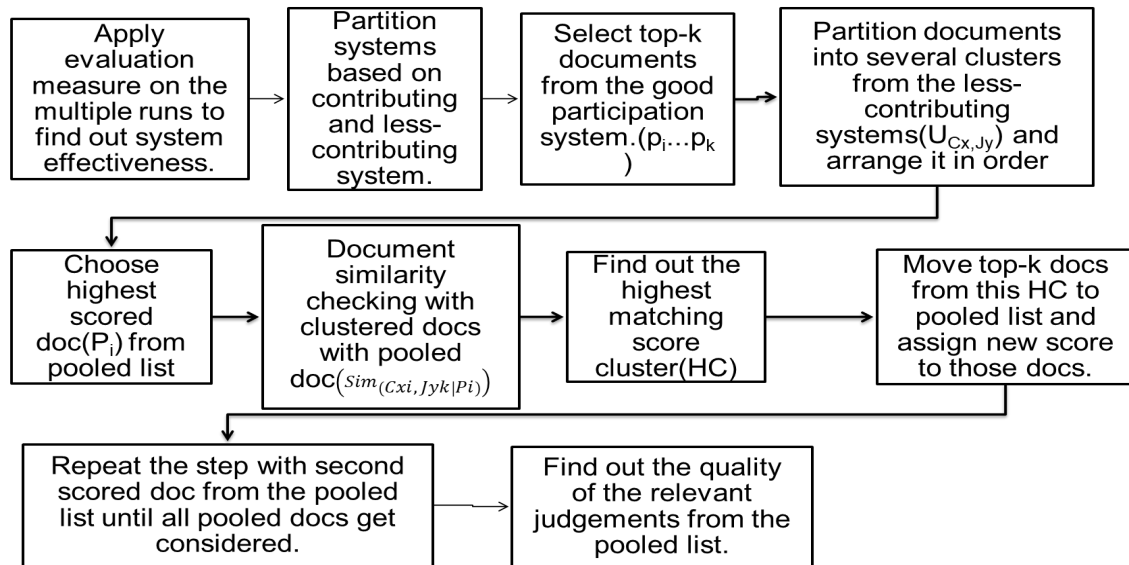 Apply
evaluation
measure on the
multiple runs to
find out system
effectiveness.
Partition
systems
based on
contributing
and less-
contributing
system.
Select top-k
documents
from the good
participation
system.(pᵢ…pₖ
)
Partition documents
into several clusters
from the less-
contributing
systems(U_Cx,Jy) and
arrange it in order
Choose
highest
scored
doc(Pᵢ) from
pooled list
Document
similarity
checking with
clustered docs
with pooled
doc(Sim(Cxi,Jyk|Pi))
Find out the
highest
matching
score
cluster(HC)
Move top-k docs
from this HC to
pooled list and
assign new score
to those docs.
Repeat the step with second
scored doc from the pooled
list until all pooled docs get
considered.
Find out the quality
of the relevant
judgements from the
pooled list.